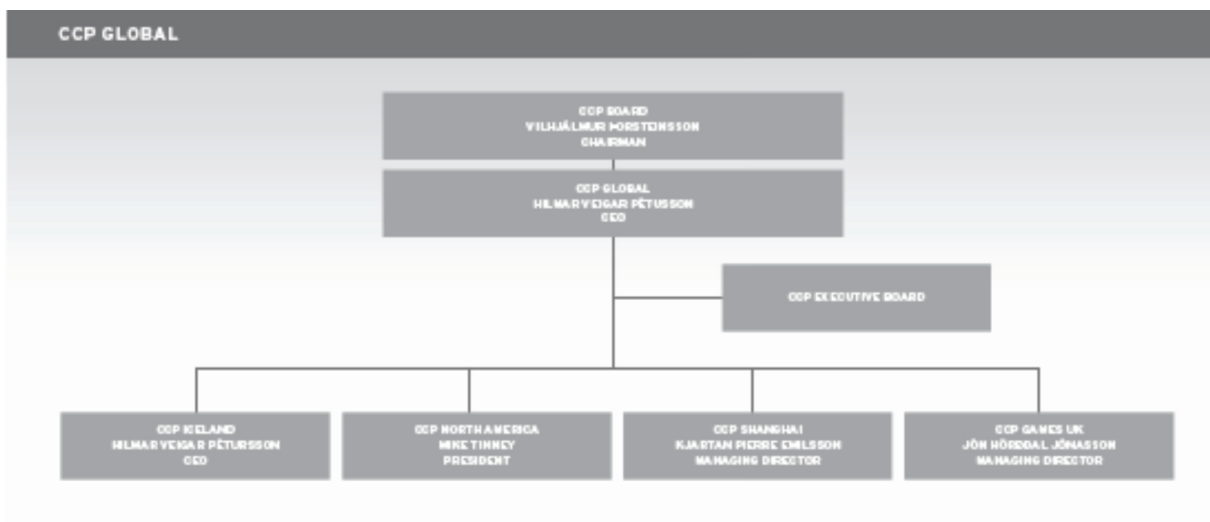 CCP GLOBAL
CCP BOARD
VILHJÁLMUR ÞORSTEINSSON
CHAIRMAN
CCP GLOBAL
HILMAR VEIGAR PÉTUSSON
CEO
CCP EXECUTIVE BOARD
CCP ICELAND
HILMAR VEIGAR PÉTURSSON
CEO
CCP NORTH AMERICA
MIKE TINNEY
PRESIDENT
CCP SHANGHAI
KJARTAN PIERRE EMILSSON
MANAGING DIRECTOR
CCP GAMES UK
JÓN HÖRÐDAL JÓNASSON
MANAGING DIRECTOR